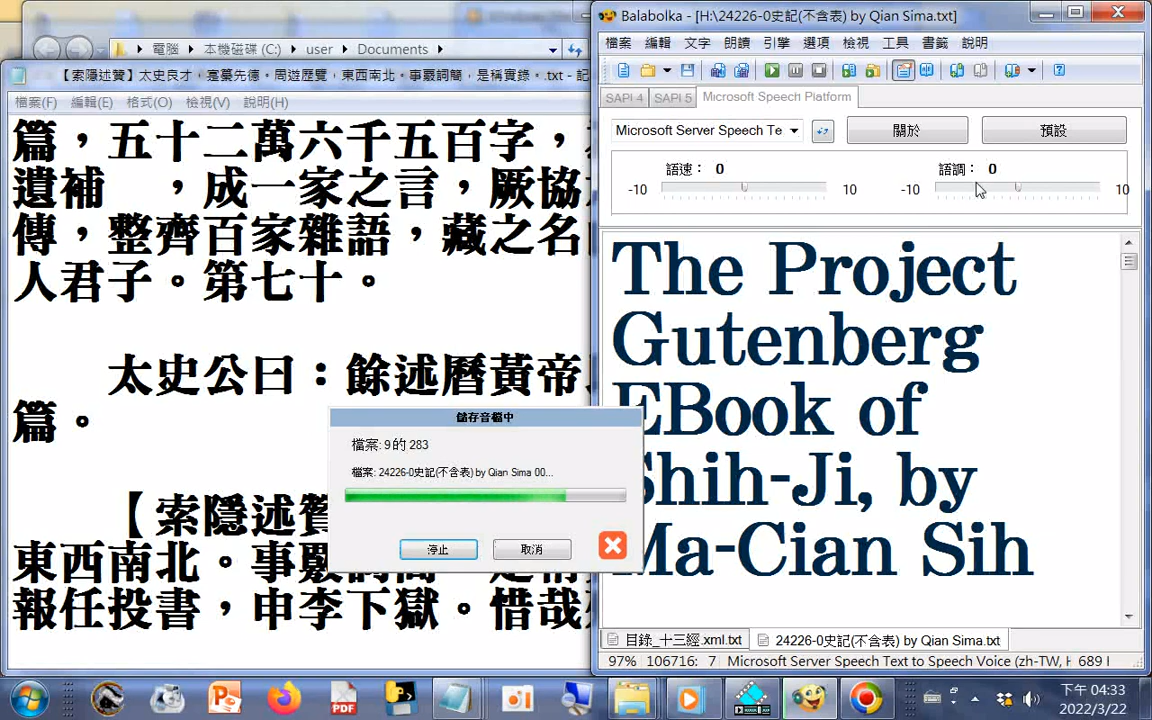 電腦 本機磁碟 (C:) user Documents
【索隱述贊】太史良才，寔纂先德。周遊歷覽，東西南北。事覈詞簡，是稱實錄。.txt - 記
檔案(F) 編輯(E) 格式(O) 檢視(V) 說明(H)
篇，五十二萬六千五百字，
遺補　，成一家之言，厥協
傳，整齊百家雜語，藏之名
人君子。第七十。
太史公曰：餘述曆黃帝
篇。
【索隱述贊
東西南北。事覈
報任投書，申李下獄。惜哉
Balabolka - [H:\24226-0史記(不含表) by Qian Sima.txt]
檔案 編輯 文字 朗讀 引擎 選項 檢視 工具 書籤 說明
SAPI 4 SAPI 5 Microsoft Speech Platform
Microsoft Server Speech Te 關於 預設
語速： 0 語調： 0
-10 10 -10 10
The Project
Gutenberg
EBook of
Shih-Ji, by
Ma-Cian Sih
目錄_十三經.xml.txt 24226-0史記(不含表) by Qian Sima.txt
97% 106716: 7 Microsoft Server Speech Text to Speech Voice (zh-TW, H 689 l
儲存音檔中
檔案: 9 的 283
檔案: 24226-0史記(不含表) by Qian Sima 00...
停止 取消
PDF
下午 04:33
2022/3/22